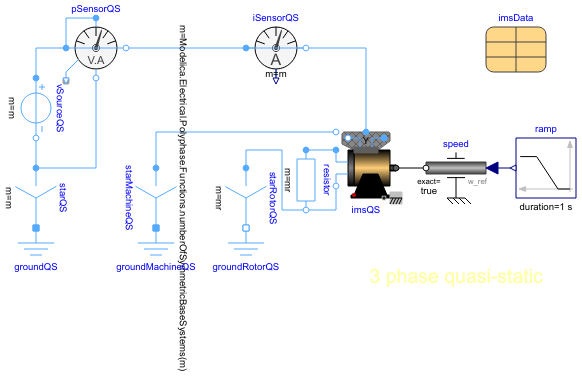 pSensorQS
iSensorQS
imsData
V.A
A
m=m
vSourceQS
m=m
m=Modelica.Electrical.Polyphase.Functions.numberOfSymmetricBaseSystems(m)
ramp
speed
duration=1 s
exact=
true
w_ref
Y
imsQS
resistor
m=mr
starQS
m=m
starMachineQS
starRotorQS
m=mr
groundQS
groundMachineQS
groundRotorQS
3 phase quasi-static